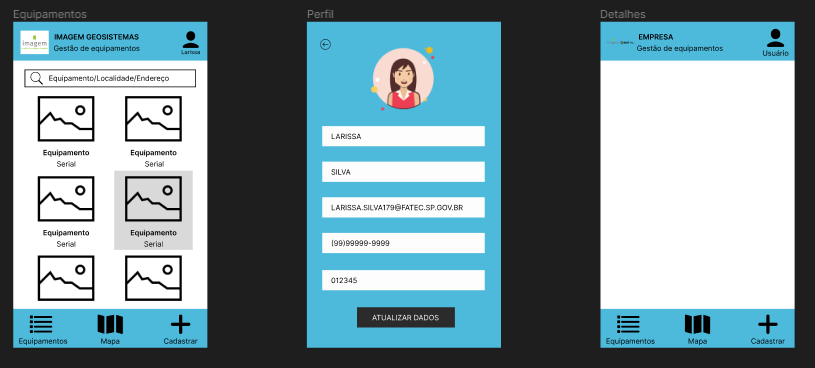 Equipamentos
imagem
IMAGEM GEOSISTEMAS
Gestão de equipamentos
Larissa
Equipamento/Localidade/Endereço
Equipamento
Serial
Equipamento
Serial
Equipamento
Serial
Equipamento
Serial
Equipamentos
Mapa
Cadastrar
Perfil
LARISSA
SILVA
LARISSA.SILVA179@FATEC.SP.GOV.BR
(99)99999-9999
012345
ATUALIZAR DADOS
Detalhes
EMPRESA
Gestão de equipamentos
Usuário
Equipamentos
Mapa
Cadastrar